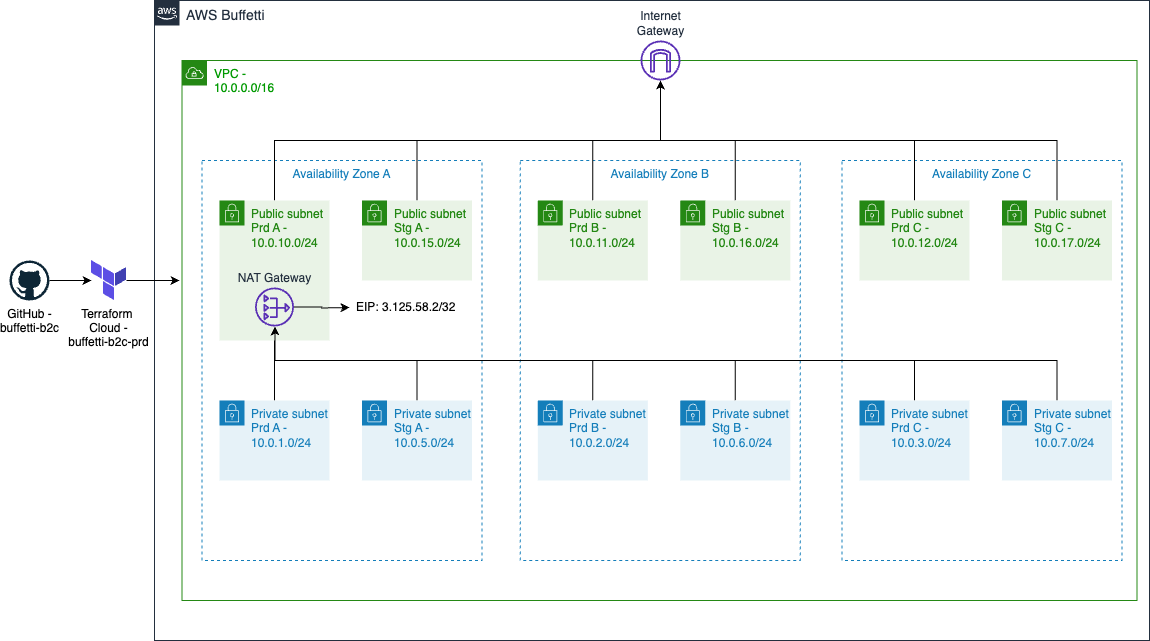 aws
AWS Buffetti
Internet
Gateway
VPC -
10.0.0.0/16
Availability Zone A
Availability Zone B
Availability Zone C
Public subnet
Prd A -
10.0.10.0/24
Public subnet
Stg A -
10.0.15.0/24
Public subnet
Prd B -
10.0.11.0/24
Public subnet
Stg B -
10.0.16.0/24
Public subnet
Prd C -
10.0.12.0/24
Public subnet
Stg C -
10.0.17.0/24
NAT Gateway
EIP: 3.125.58.2/32
GitHub -
buffetti-b2c
Terraform
Cloud -
buffetti-b2c-prd
Private subnet
Prd A -
10.0.1.0/24
Private subnet
Stg A -
10.0.5.0/24
Private subnet
Prd B -
10.0.2.0/24
Private subnet
Stg B -
10.0.6.0/24
Private subnet
Prd C -
10.0.3.0/24
Private subnet
Stg C -
10.0.7.0/24